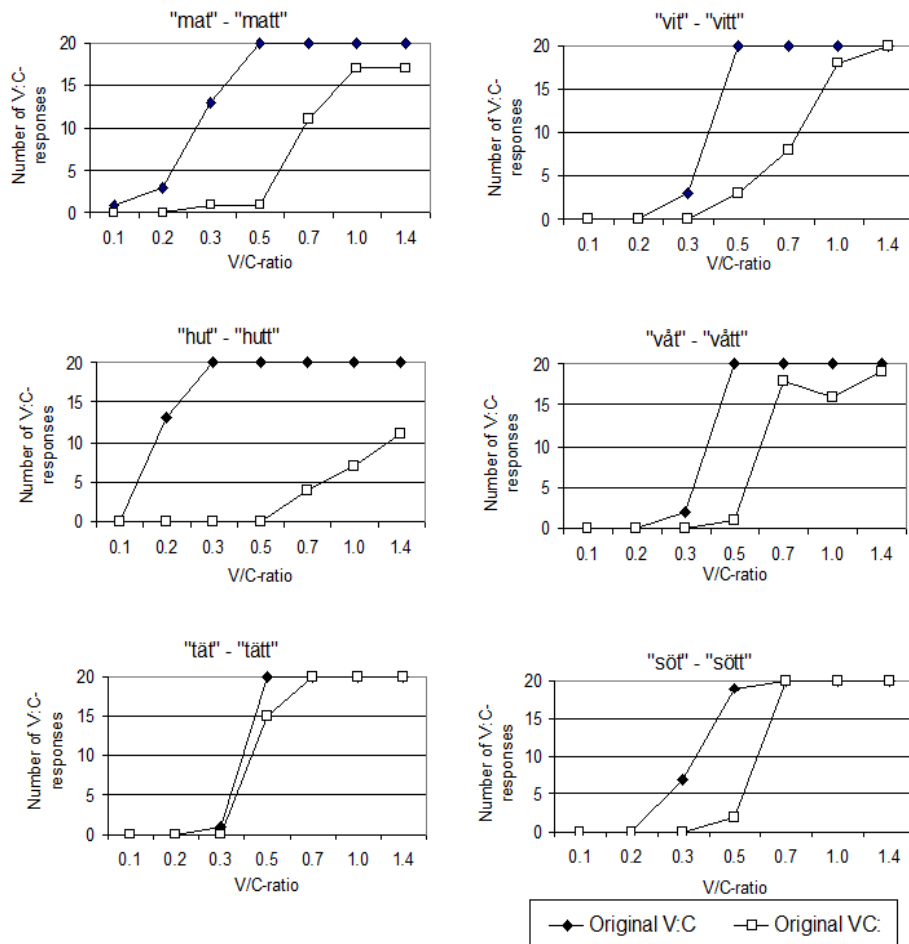 "mat" - "matt"
Number of V:C-
responses
20
15
10
5
0
0.1 0.2 0.3 0.5 0.7 1.0 1.4
V/C-ratio
"vit" - "vitt"
Number of V:C-
responses
20
15
10
5
0
0.1 0.2 0.3 0.5 0.7 1.0 1.4
V/C-ratio
"hut" - "hutt"
Number of V:C-
responses
20
15
10
5
0
0.1 0.2 0.3 0.5 0.7 1.0 1.4
V/C-ratio
"våt" - "vått"
Number of V:C-
responses
20
15
10
5
0
0.1 0.2 0.3 0.5 0.7 1.0 1.4
V/C-ratio
"tät" - "tätt"
Number of V:C-
responses
20
15
10
5
0
0.1 0.2 0.3 0.5 0.7 1.0 1.4
V/C-ratio
"söt" - "sött"
Number of V:C-
responses
20
15
10
5
0
0.1 0.2 0.3 0.5 0.7 1.0 1.4
V/C-ratio
Original V:C Original VC: